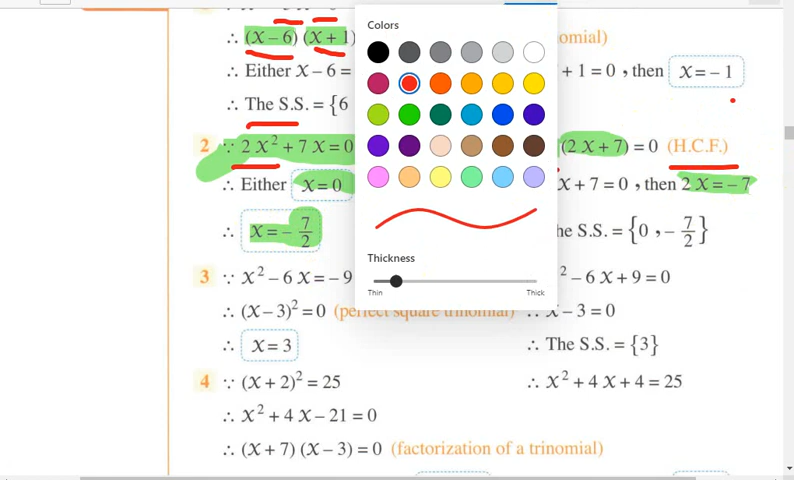 ∴ (X – 6) (X + 1)
omial)
∴ Either X – 6 =
+ 1 = 0 , then X = – 1
∴ The S.S. = {6
2 ∵ 2 X² + 7 X = 0
(2 X + 7) = 0 (H.C.F.)
∴ Either X = 0
X + 7 = 0 , then 2 X = – 7
∴ X = – 7/2
he S.S. = {0 , – 7/2}
3 ∵ X² – 6 X = – 9
² – 6 X + 9 = 0
∴ (X – 3)² = 0 (perfect square trinomial) ∴ X – 3 = 0
∴ X = 3
∴ The S.S. = {3}
4 ∵ (X + 2)² = 25
∴ X² + 4 X + 4 = 25
∴ X² + 4 X – 21 = 0
∴ (X + 7) (X – 3) = 0 (factorization of a trinomial)
Colors
Thickness
Thin Thick